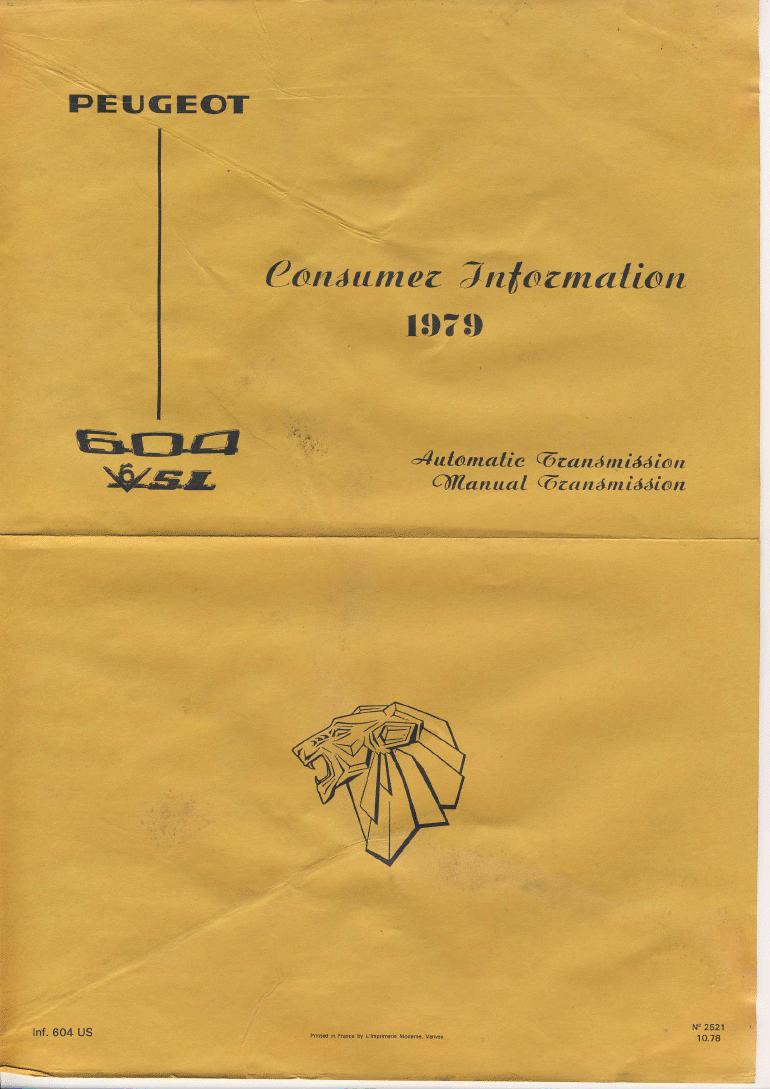 PEUGEOT
Consumer Information
1979
604
V6 SL
Automatic Transmission
Manual Transmission
Inf. 604 US
Printed in France by L'Imprimerie Moderne, Vanves
N° 2521
10.78